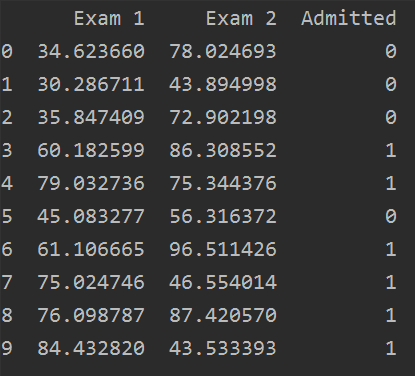 Exam 1 Exam 2 Admitted
0 34.623660 78.024693 0
1 30.286711 43.894998 0
2 35.847409 72.902198 0
3 60.182599 86.308552 1
4 79.032736 75.344376 1
5 45.083277 56.316372 0
6 61.106665 96.511426 1
7 75.024746 46.554014 1
8 76.098787 87.420570 1
9 84.432820 43.533393 1